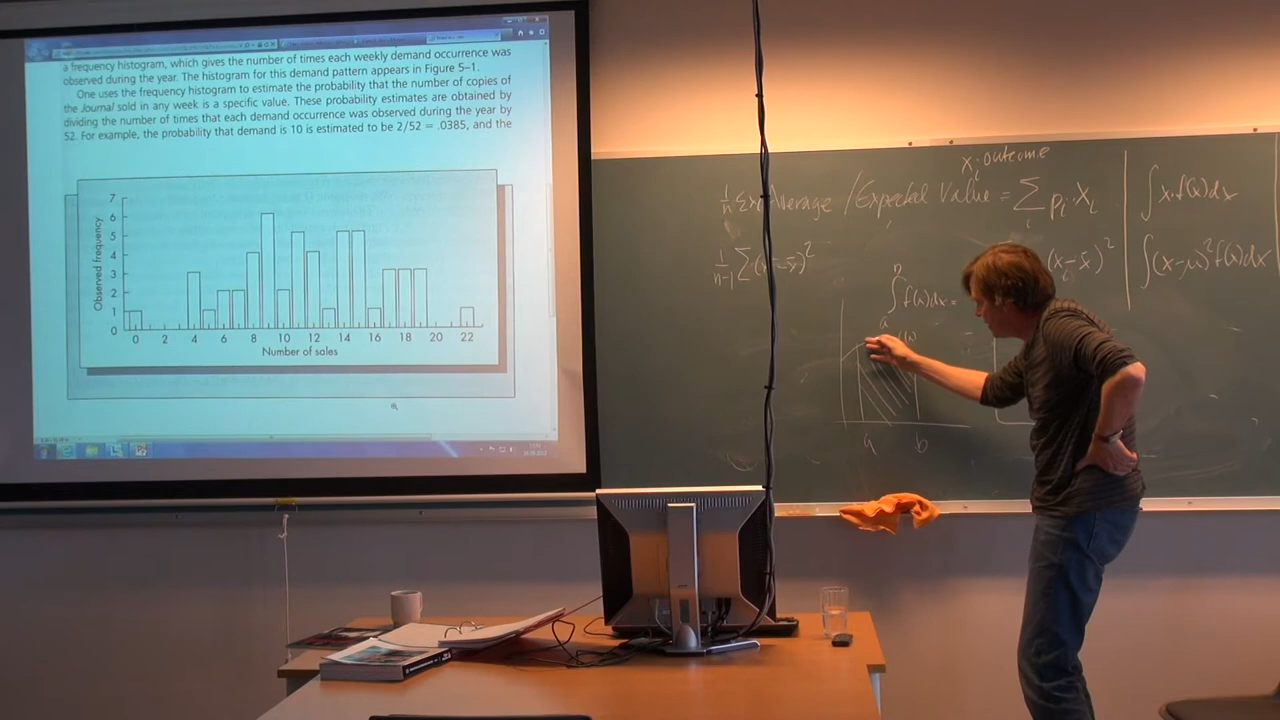 a frequency histogram, which gives the number of times each weekly demand occurrence was
observed during the year. The histogram for this demand pattern appears in Figure 5–1.
One uses the frequency histogram to estimate the probability that the number of copies of
the Journal sold in any week is a specific value. These probability estimates are obtained by
dividing the number of times that each demand occurrence was observed during the year by
52. For example, the probability that demand is 10 is estimated to be 2/52 = .0385, and the
Observed frequency
7
6
5
4
3
2
1
0
0 2 4 6 8 10 12 14 16 18 20 22
Number of sales
xᵢ outcome
1/n Σxᵢ Average / Expected Value = Σᵢ pᵢ·Xᵢ | ∫x·f(x)dx
1/n-1 Σ( -x̄)² (x-x̄)² | ∫(x-μ)²f(x)dx
∫ f(x)dx =
a
a b